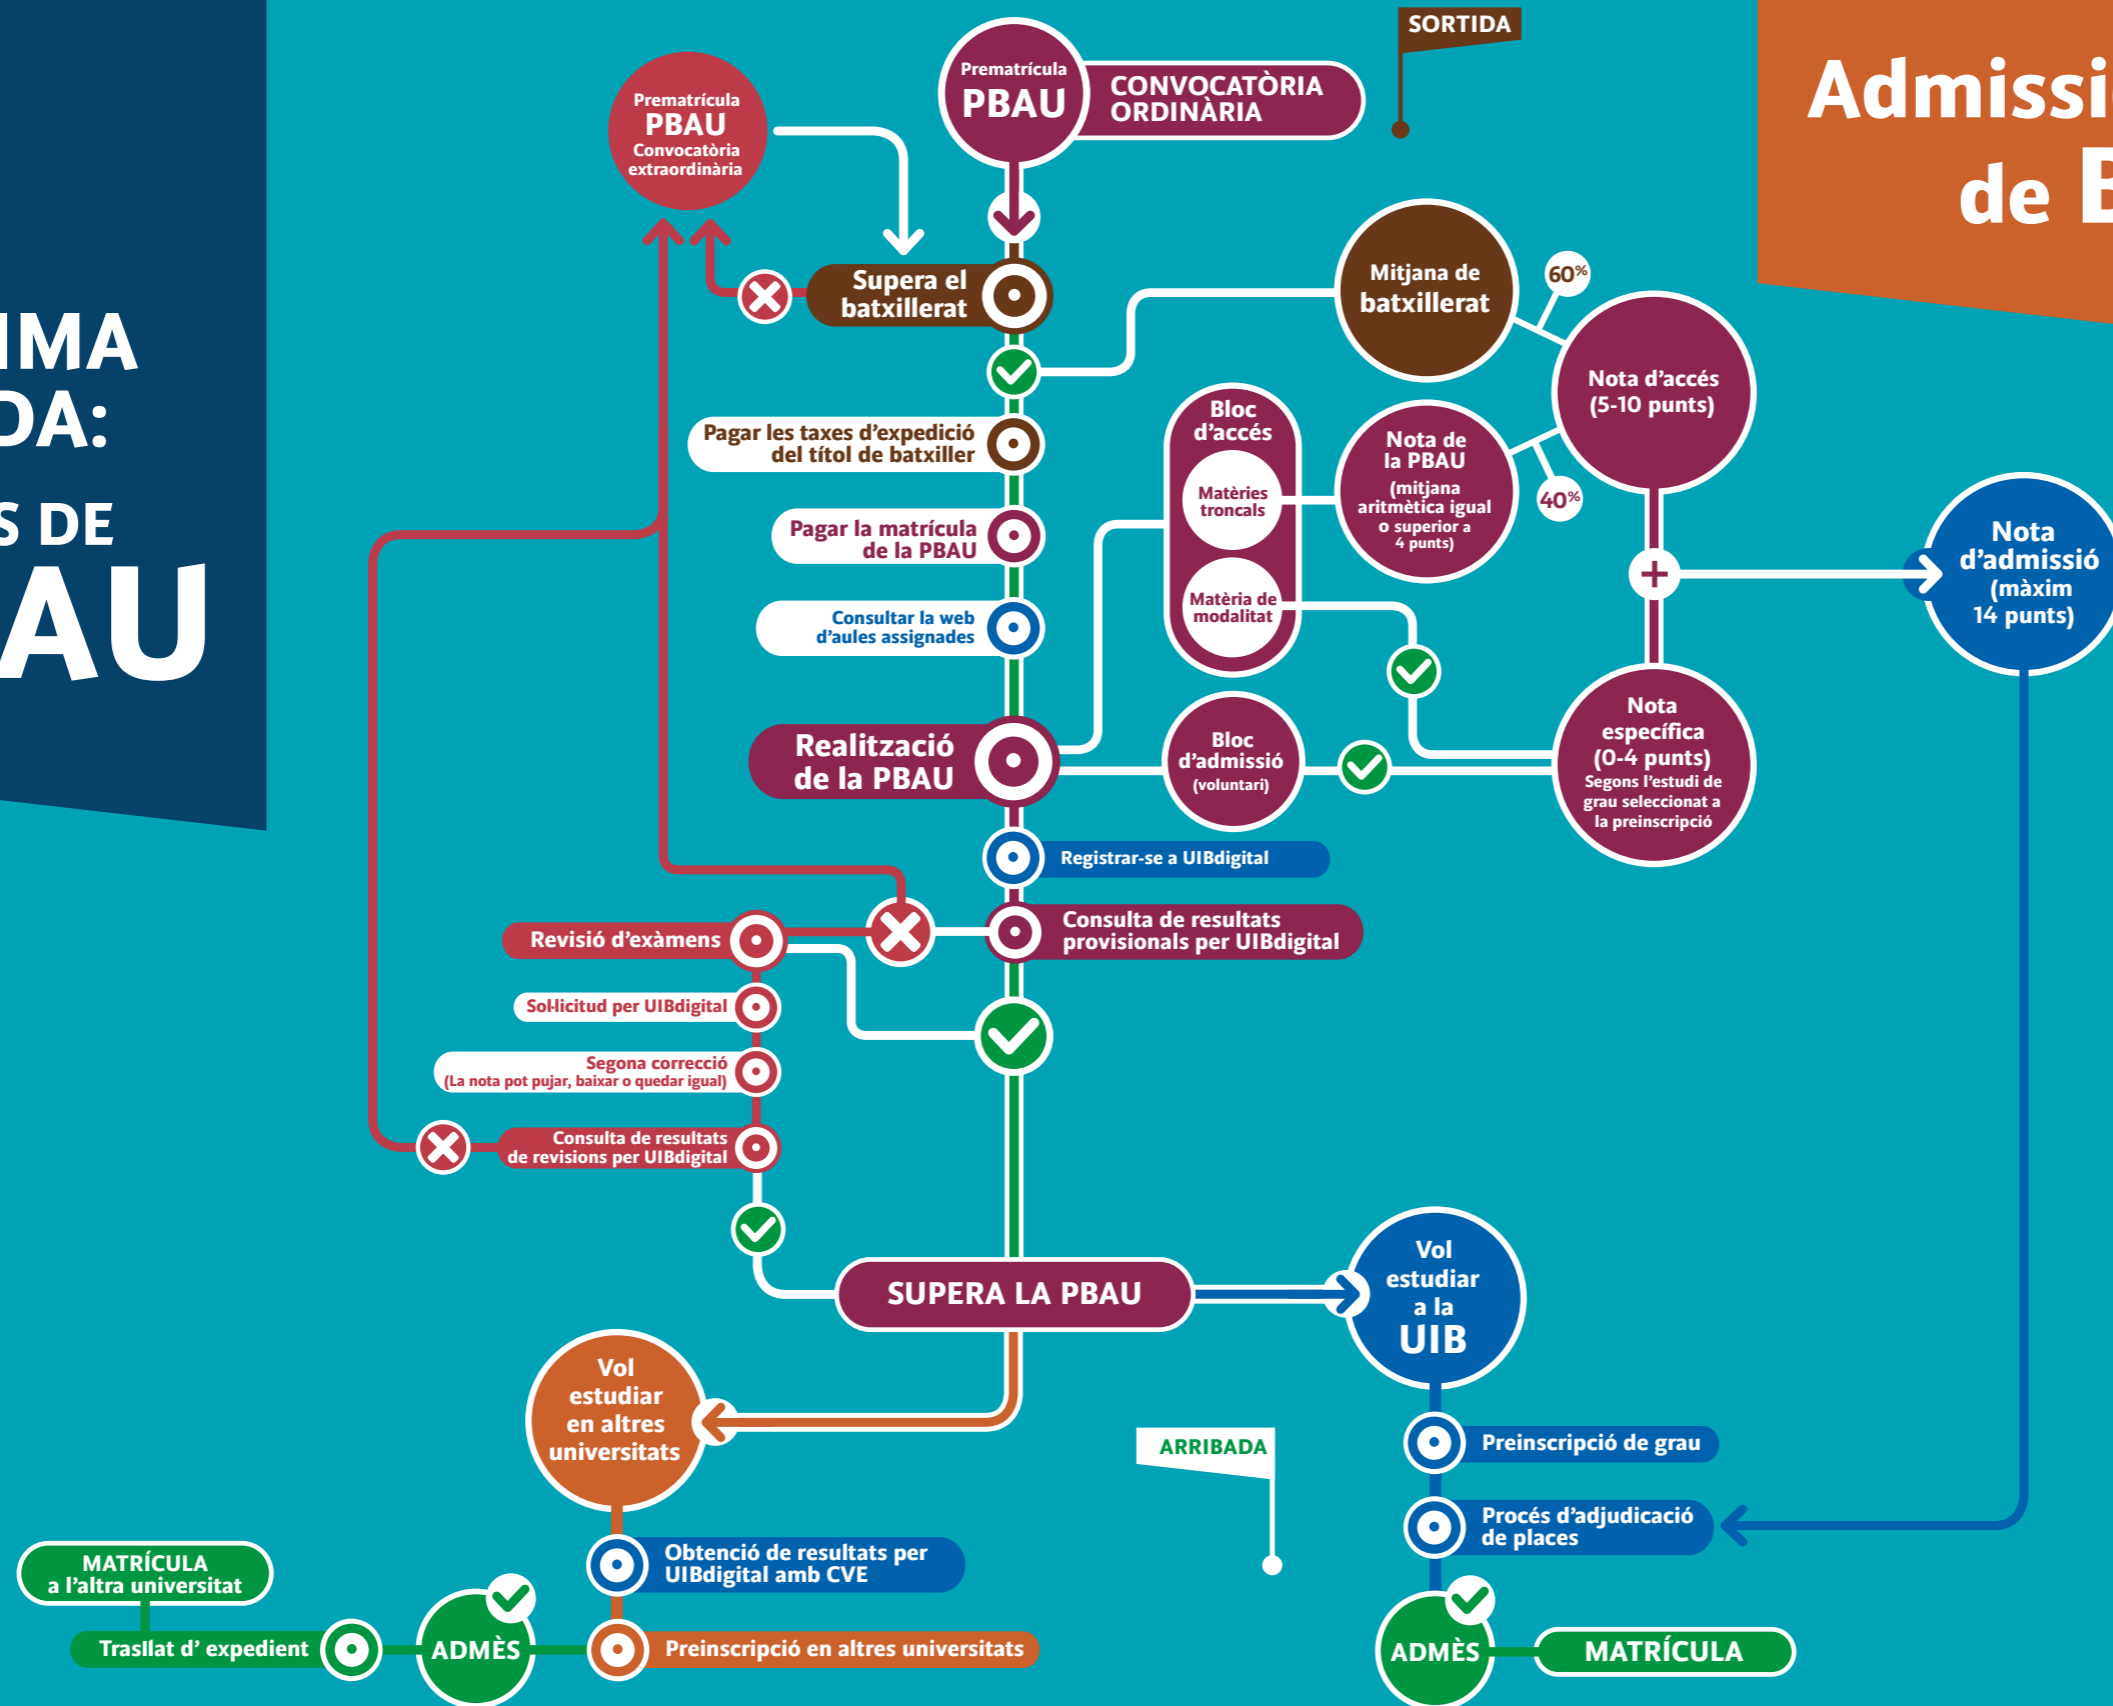 SORTIDA
Prematrícula
PBAU
CONVOCATÒRIA
ORDINÀRIA
Prematrícula
PBAU
Convocatòria
extraordinària
Admissi
de B
IMA
DA:
S DE
AU
Supera el
batxillerat
Mitjana de
batxillerat
60%
Nota d'accés
(5-10 punts)
Pagar les taxes d'expedició
del títol de batxiller
Bloc
d'accés
Matèries
troncals
Matèria de
modalitat
Nota de
la PBAU
(mitjana
aritmètica igual
o superior a
4 punts)
40%
Pagar la matrícula
de la PBAU
+
Nota
d'admissió
(màxim
14 punts)
Consultar la web
d'aules assignades
Realització
de la PBAU
Bloc
d'admissió
(voluntari)
Nota
específica
(0-4 punts)
Segons l'estudi de
grau seleccionat a
la preinscripció
Registrar-se a UIBdigital
Consulta de resultats
provisionals per UIBdigital
Revisió d'exàmens
Sol·licitud per UIBdigital
Segona correcció
(La nota pot pujar, baixar o quedar igual)
Consulta de resultats
de revisions per UIBdigital
SUPERA LA PBAU
Vol
estudiar
a la
UIB
Vol
estudiar
en altres
universitats
ARRIBADA
Preinscripció de grau
Procés d'adjudicació
de places
Obtenció de resultats per
UIBdigital amb CVE
MATRÍCULA
a l'altra universitat
Trasllat d' expedient
ADMÈS
Preinscripció en altres universitats
ADMÈS
MATRÍCULA